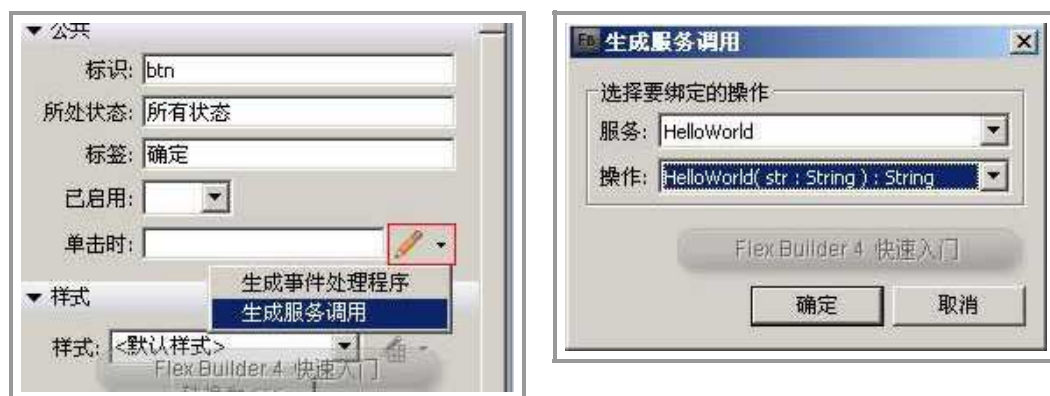 公共
标识: btn
所处状态: 所有状态
标签: 确定
已启用:
单击时:
生成事件处理程序
样式
生成服务调用
样式: <默认样式>
Flex Builder 4 快速入门
生成服务调用
选择要绑定的操作
服务: HelloWorld
操作: HelloWorld( str : String ) : String
Flex Builder 4 快速入门
确定 取消